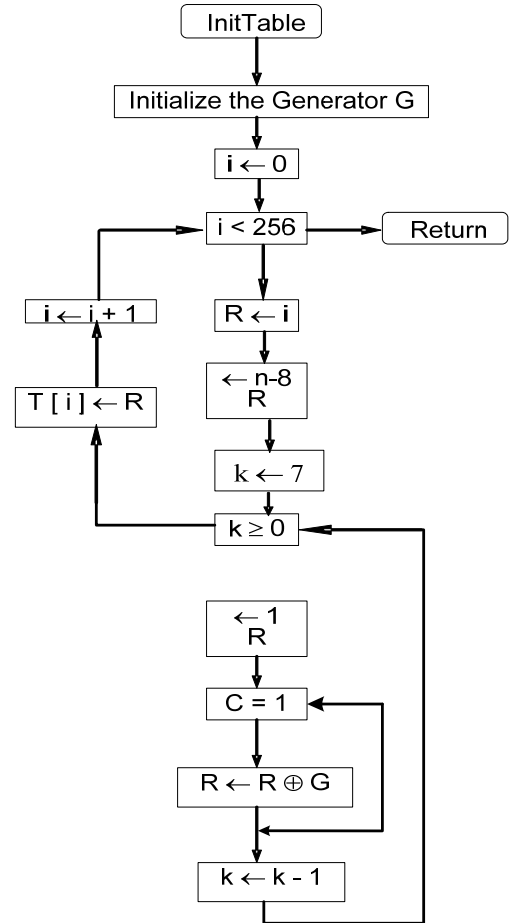 InitTable
Initialize the Generator G
i ← 0
i < 256
Return
i ← i + 1
R ← i
← n-8
R
T [ i ] ← R
k ← 7
k ≥ 0
← 1
R
C = 1
R ← R ⊕ G
k ← k - 1